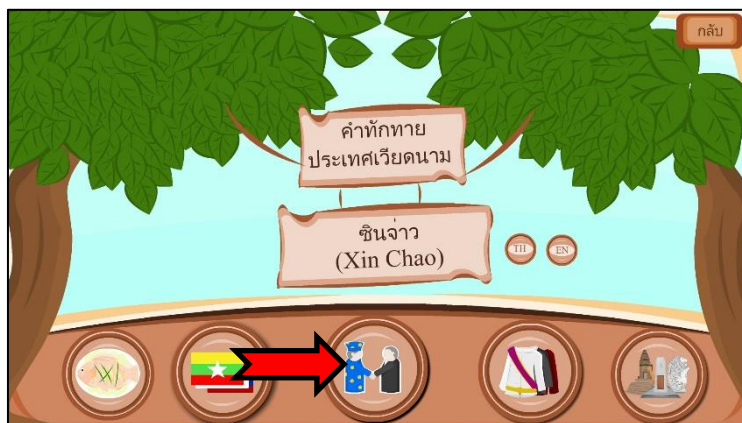 กลับ
คำทักทาย
ประเทศเวียดนาม
ซินจ่าว
(Xin Chao)
TH
EN